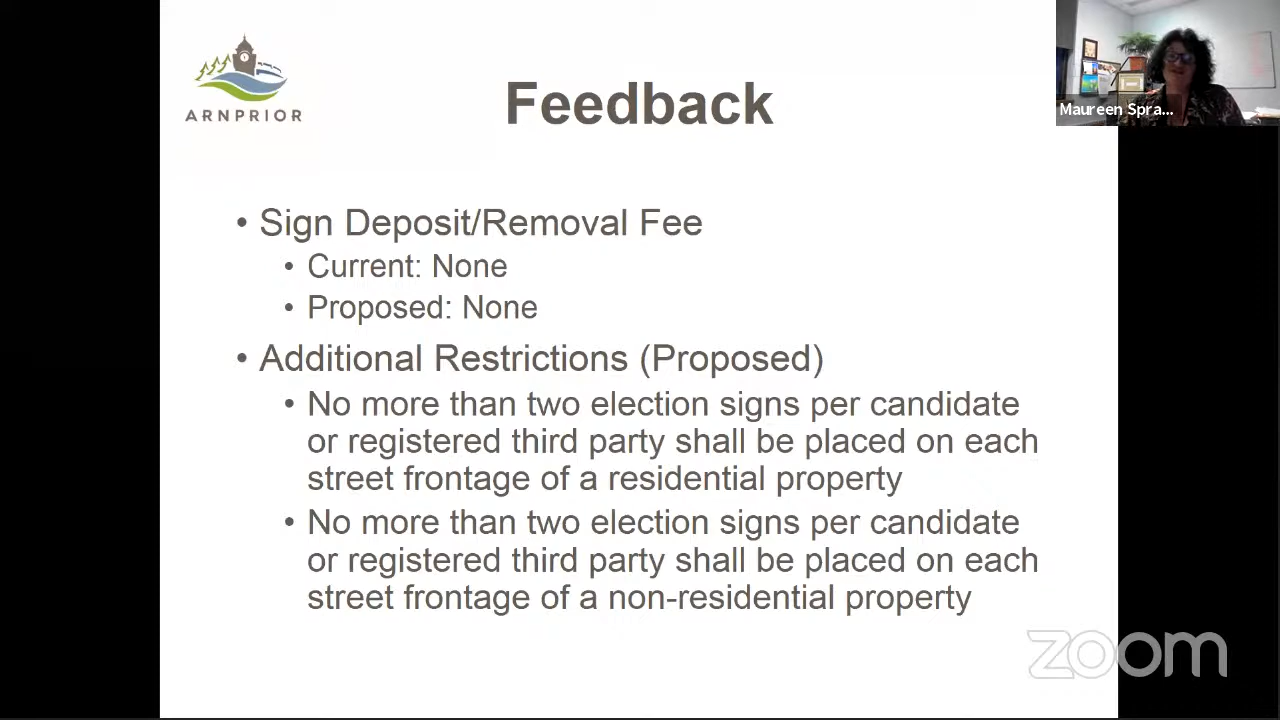 ARNPRIOR
Feedback
Maureen Spra...
• Sign Deposit/Removal Fee
• Current: None
• Proposed: None
• Additional Restrictions (Proposed)
• No more than two election signs per candidate
or registered third party shall be placed on each
street frontage of a residential property
• No more than two election signs per candidate
or registered third party shall be placed on each
street frontage of a non-residential property
zoom